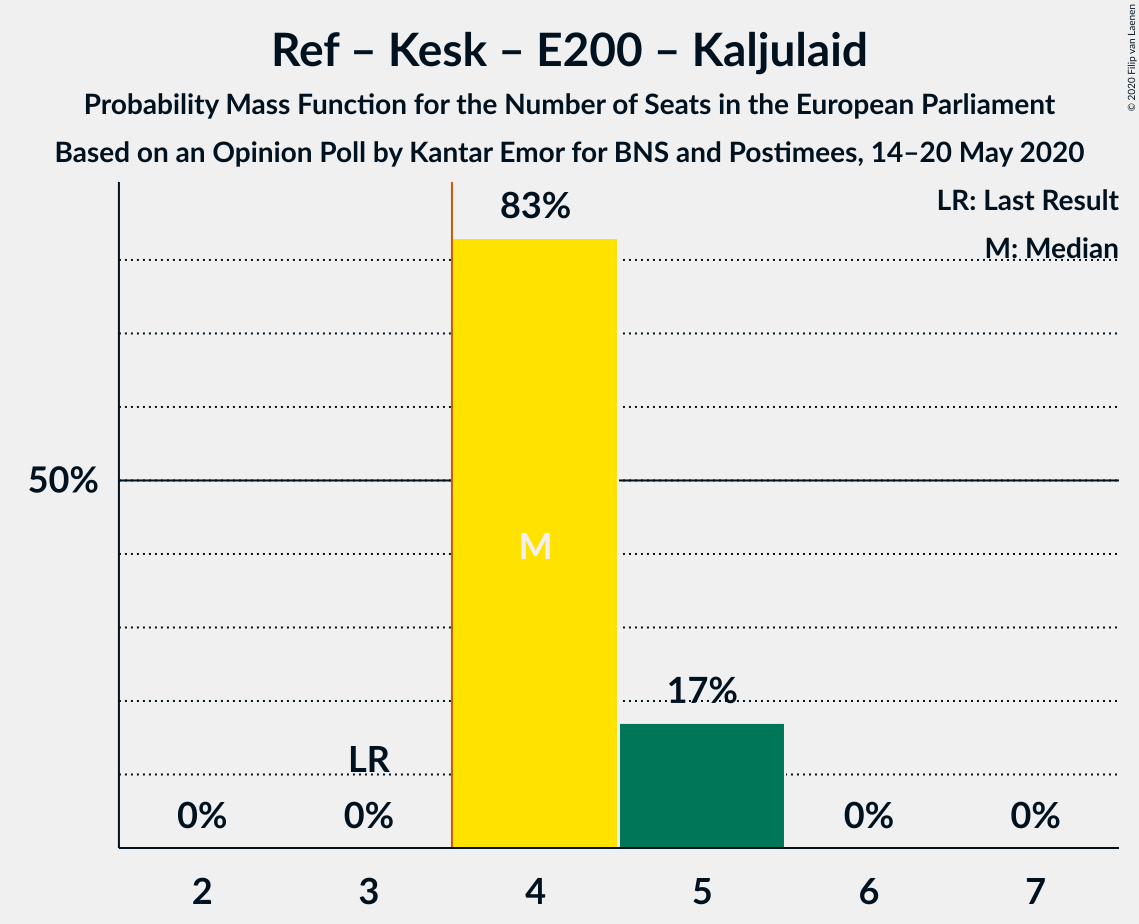 Ref – Kesk – E200 – Kaljulaid
Probability Mass Function for the Number of Seats in the European Parliament
Based on an Opinion Poll by Kantar Emor for BNS and Postimees, 14–20 May 2020
© 2020 Filip van Laenen
LR: Last Result
M: Median
83%
50%
M
17%
LR
0% 0% 0% 0%
2 3 4 5 6 7